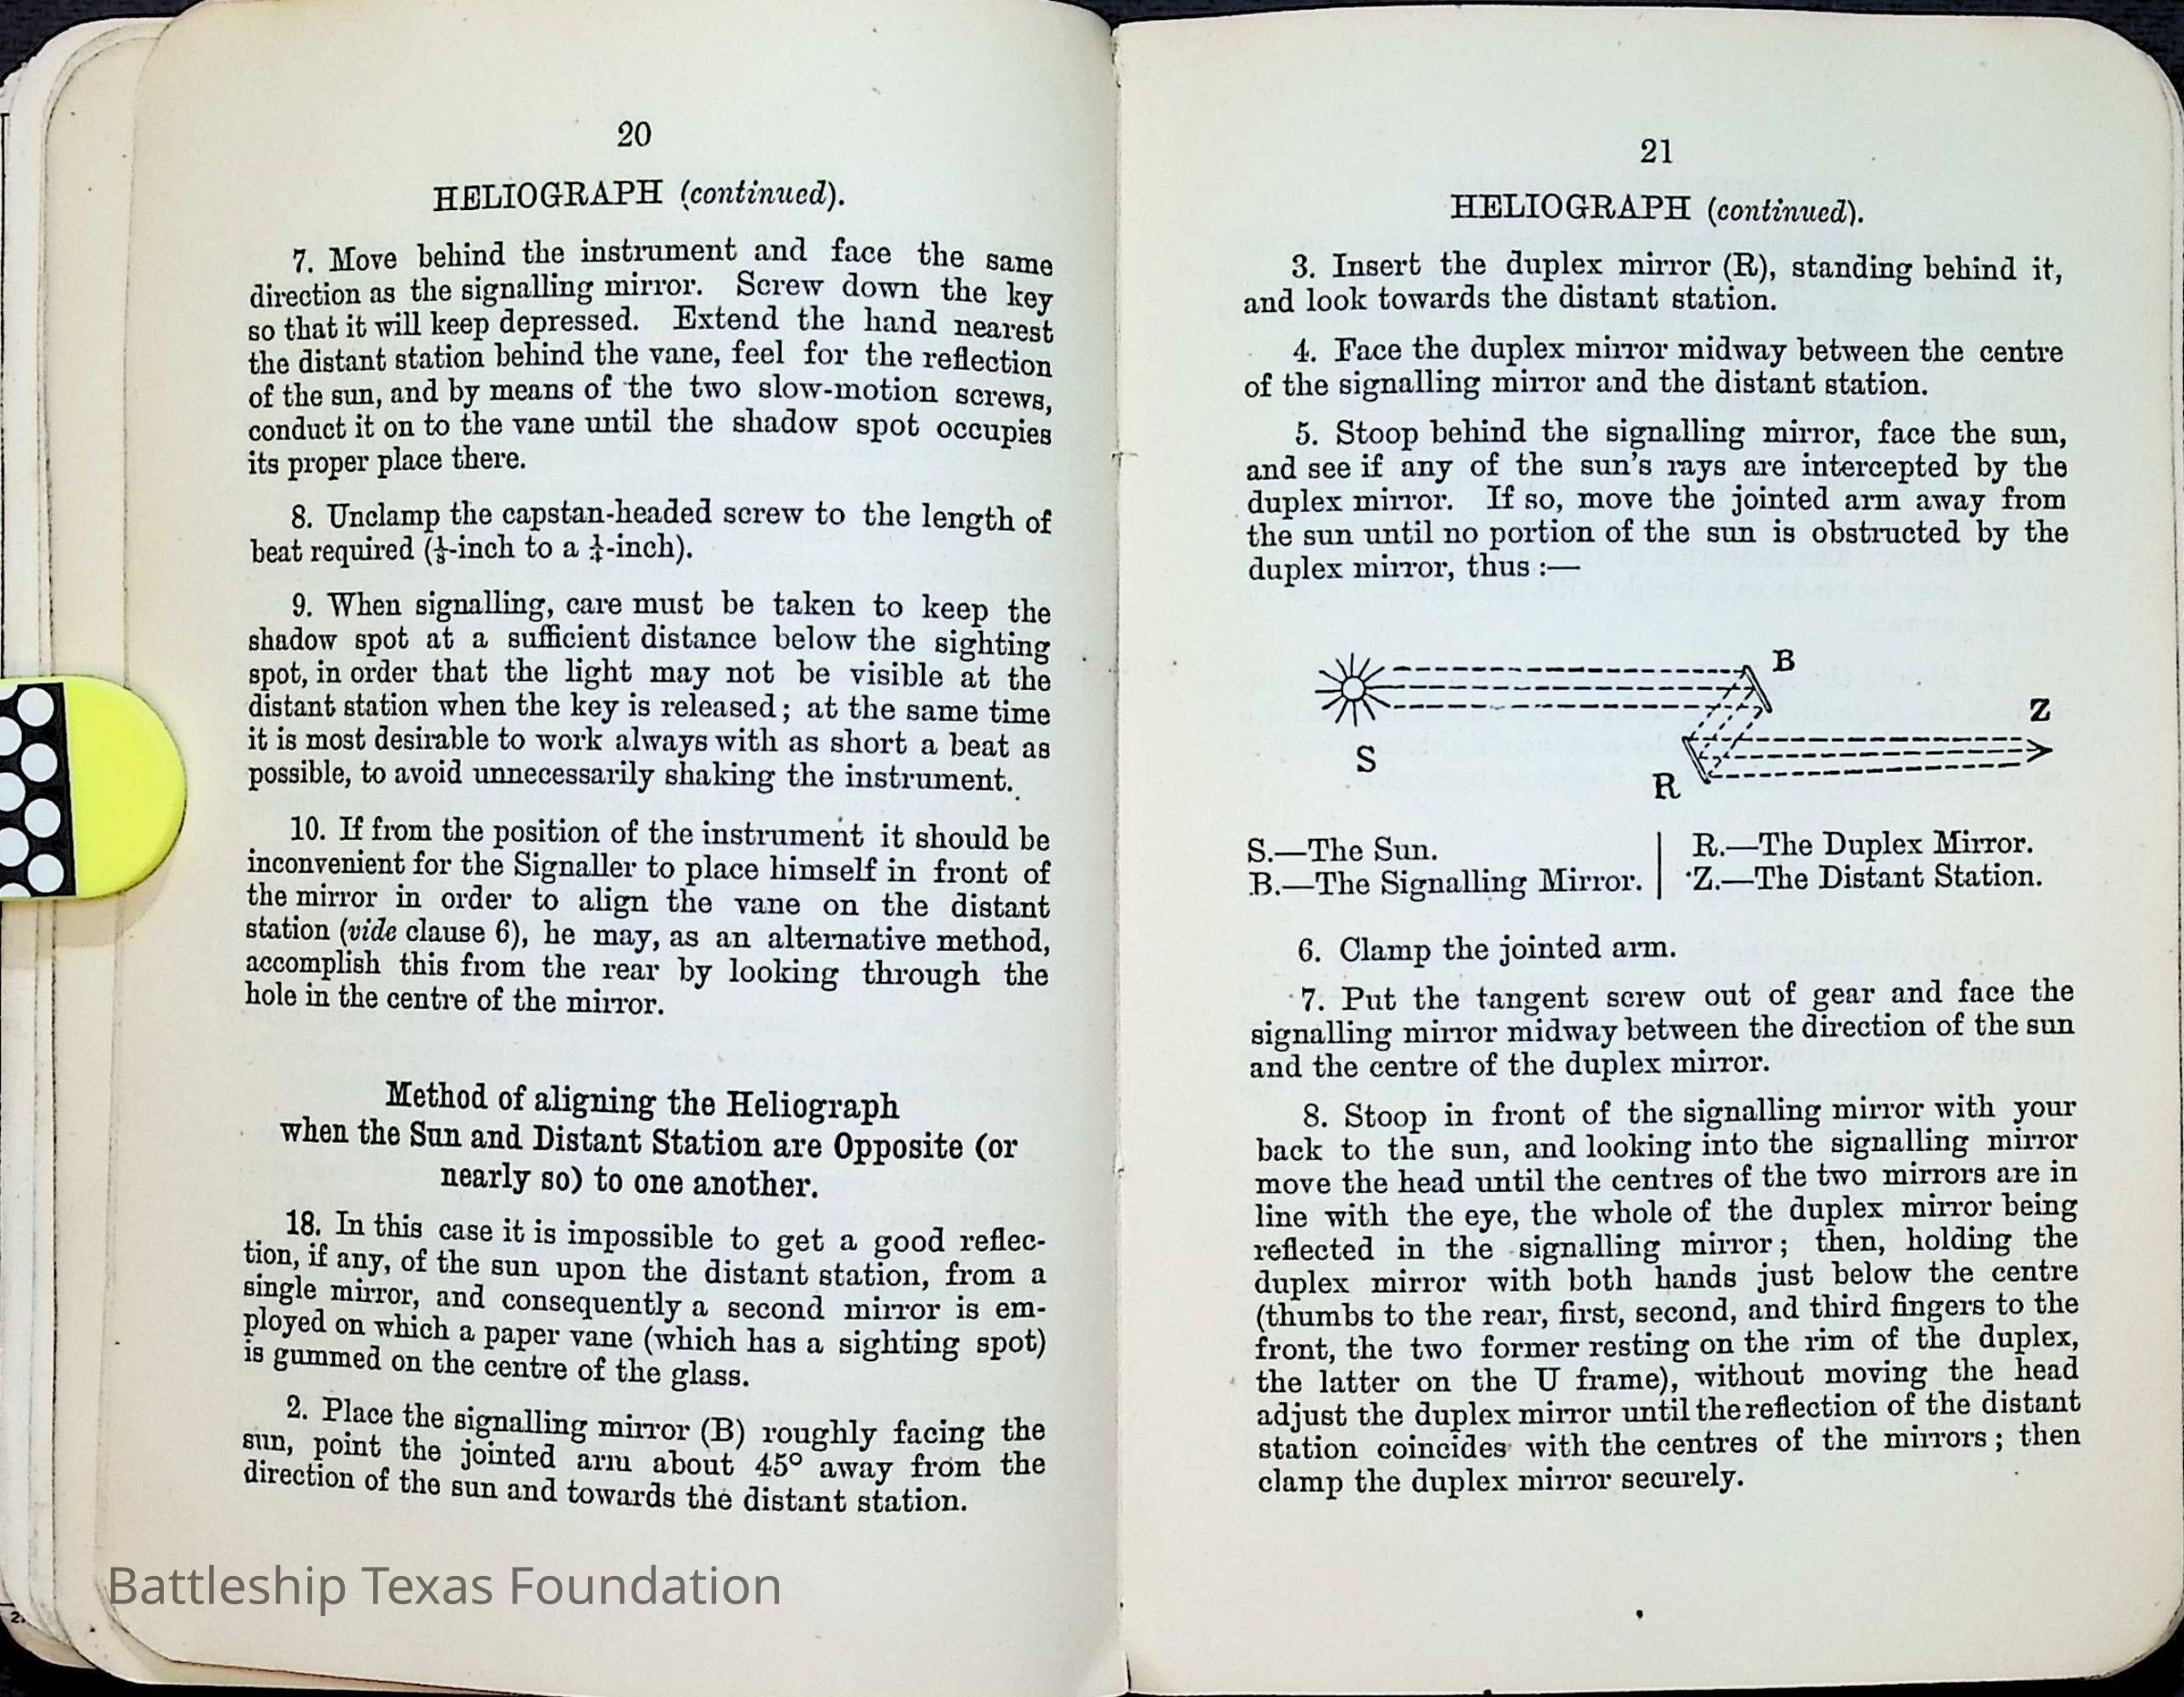 20
HELIOGRAPH (continued).
7. Move behind the instrument and face the same
direction as the signalling mirror. Screw down the key
so that it will keep depressed. Extend the hand nearest
the distant station behind the vane, feel for the reflection
of the sun, and by means of the two slow-motion screws,
conduct it on to the vane until the shadow spot occupies
its proper place there.
8. Unclamp the capstan-headed screw to the length of
beat required (⅛-inch to a ¼-inch).
9. When signalling, care must be taken to keep the
shadow spot at a sufficient distance below the sighting
spot, in order that the light may not be visible at the
distant station when the key is released; at the same time
it is most desirable to work always with as short a beat as
possible, to avoid unnecessarily shaking the instrument.
10. If from the position of the instrument it should be
inconvenient for the Signaller to place himself in front of
the mirror in order to align the vane on the distant
station (vide clause 6), he may, as an alternative method,
accomplish this from the rear by looking through the
hole in the centre of the mirror.
Method of aligning the Heliograph
when the Sun and Distant Station are Opposite (or
nearly so) to one another.
18. In this case it is impossible to get a good reflec-
tion, if any, of the sun upon the distant station, from a
single mirror, and consequently a second mirror is em-
ployed on which a paper vane (which has a sighting spot)
is gummed on the centre of the glass.
2. Place the signalling mirror (B) roughly facing the
sun, point the jointed arm about 45° away from the
direction of the sun and towards the distant station.
Battleship Texas Foundation
21
HELIOGRAPH (continued).
3. Insert the duplex mirror (R), standing behind it,
and look towards the distant station.
4. Face the duplex mirror midway between the centre
of the signalling mirror and the distant station.
5. Stoop behind the signalling mirror, face the sun,
and see if any of the sun's rays are intercepted by the
duplex mirror. If so, move the jointed arm away from
the sun until no portion of the sun is obstructed by the
duplex mirror, thus :—
B
Z
S
R
S.—The Sun.
B.—The Signalling Mirror.
R.—The Duplex Mirror.
Z.—The Distant Station.
6. Clamp the jointed arm.
7. Put the tangent screw out of gear and face the
signalling mirror midway between the direction of the sun
and the centre of the duplex mirror.
8. Stoop in front of the signalling mirror with your
back to the sun, and looking into the signalling mirror
move the head until the centres of the two mirrors are in
line with the eye, the whole of the duplex mirror being
reflected in the signalling mirror; then, holding the
duplex mirror with both hands just below the centre
(thumbs to the rear, first, second, and third fingers to the
front, the two former resting on the rim of the duplex,
the latter on the U frame), without moving the head
adjust the duplex mirror until the reflection of the distant
station coincides with the centres of the mirrors; then
clamp the duplex mirror securely.